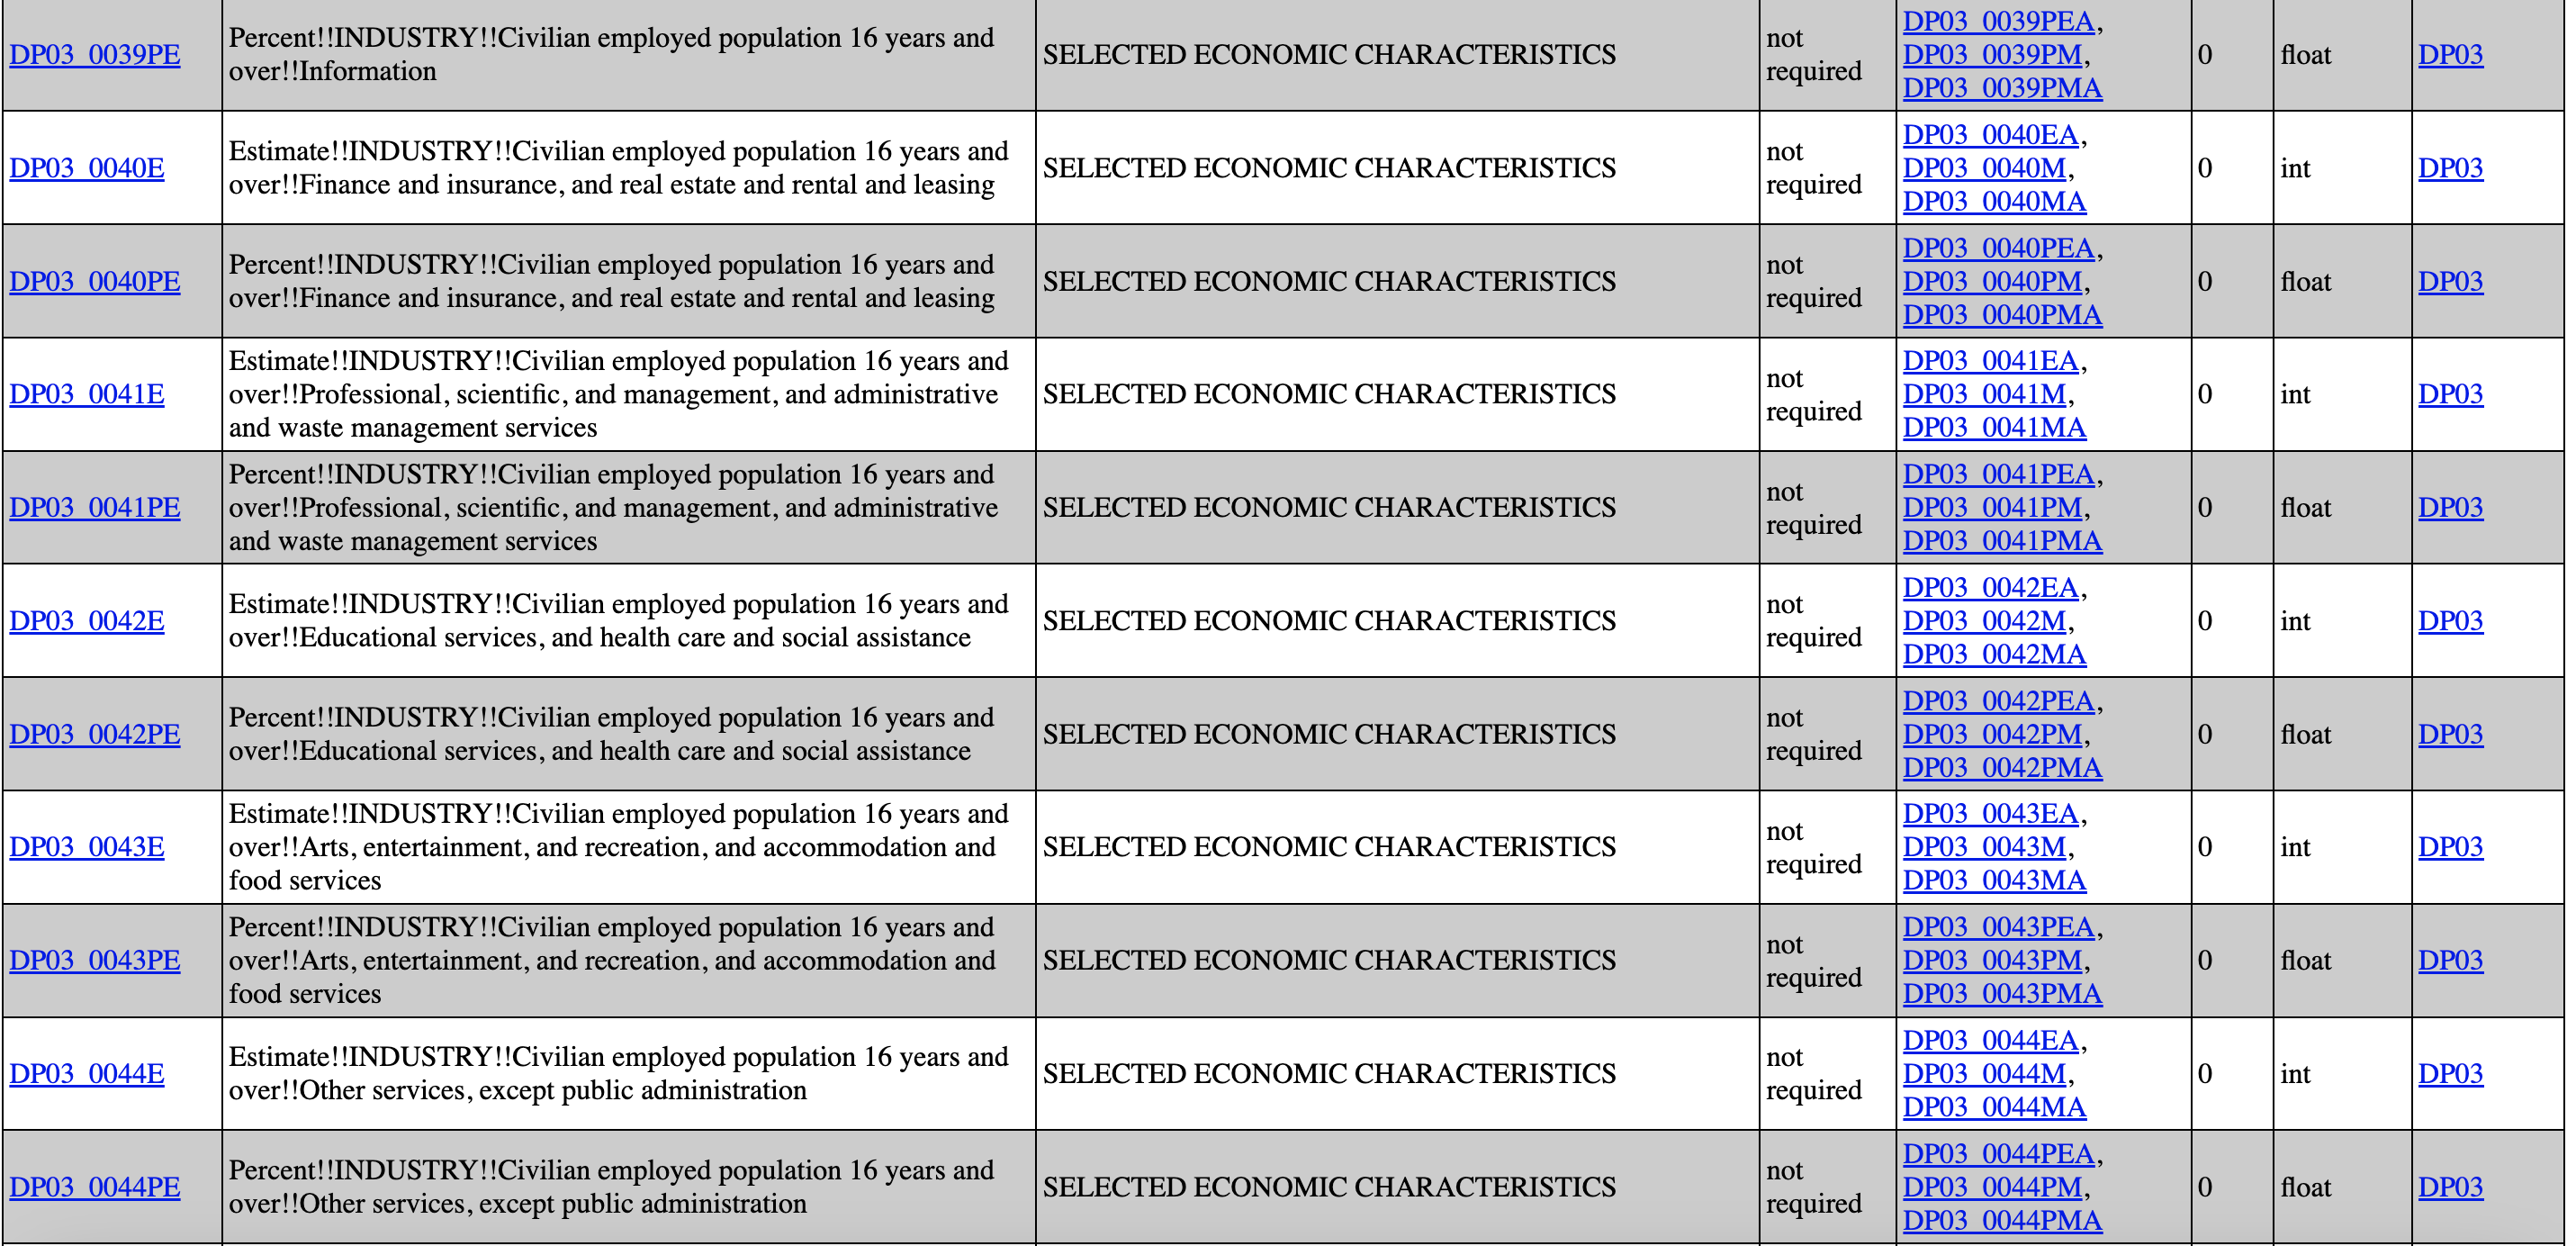 DP03_0039PE
Percent!!INDUSTRY!!Civilian employed population 16 years and
over!!Information
SELECTED ECONOMIC CHARACTERISTICS
not
required
DP03_0039PEA,
DP03_0039PM,
DP03_0039PMA
0
float
DP03
DP03_0040E
Estimate!!INDUSTRY!!Civilian employed population 16 years and
over!!Finance and insurance, and real estate and rental and leasing
SELECTED ECONOMIC CHARACTERISTICS
not
required
DP03_0040EA,
DP03_0040M,
DP03_0040MA
0
int
DP03
DP03_0040PE
Percent!!INDUSTRY!!Civilian employed population 16 years and
over!!Finance and insurance, and real estate and rental and leasing
SELECTED ECONOMIC CHARACTERISTICS
not
required
DP03_0040PEA,
DP03_0040PM,
DP03_0040PMA
0
float
DP03
DP03_0041E
Estimate!!INDUSTRY!!Civilian employed population 16 years and
over!!Professional, scientific, and management, and administrative
and waste management services
SELECTED ECONOMIC CHARACTERISTICS
not
required
DP03_0041EA,
DP03_0041M,
DP03_0041MA
0
int
DP03
DP03_0041PE
Percent!!INDUSTRY!!Civilian employed population 16 years and
over!!Professional, scientific, and management, and administrative
and waste management services
SELECTED ECONOMIC CHARACTERISTICS
not
required
DP03_0041PEA,
DP03_0041PM,
DP03_0041PMA
0
float
DP03
DP03_0042E
Estimate!!INDUSTRY!!Civilian employed population 16 years and
over!!Educational services, and health care and social assistance
SELECTED ECONOMIC CHARACTERISTICS
not
required
DP03_0042EA,
DP03_0042M,
DP03_0042MA
0
int
DP03
DP03_0042PE
Percent!!INDUSTRY!!Civilian employed population 16 years and
over!!Educational services, and health care and social assistance
SELECTED ECONOMIC CHARACTERISTICS
not
required
DP03_0042PEA,
DP03_0042PM,
DP03_0042PMA
0
float
DP03
DP03_0043E
Estimate!!INDUSTRY!!Civilian employed population 16 years and
over!!Arts, entertainment, and recreation, and accommodation and
food services
SELECTED ECONOMIC CHARACTERISTICS
not
required
DP03_0043EA,
DP03_0043M,
DP03_0043MA
0
int
DP03
DP03_0043PE
Percent!!INDUSTRY!!Civilian employed population 16 years and
over!!Arts, entertainment, and recreation, and accommodation and
food services
SELECTED ECONOMIC CHARACTERISTICS
not
required
DP03_0043PEA,
DP03_0043PM,
DP03_0043PMA
0
float
DP03
DP03_0044E
Estimate!!INDUSTRY!!Civilian employed population 16 years and
over!!Other services, except public administration
SELECTED ECONOMIC CHARACTERISTICS
not
required
DP03_0044EA,
DP03_0044M,
DP03_0044MA
0
int
DP03
DP03_0044PE
Percent!!INDUSTRY!!Civilian employed population 16 years and
over!!Other services, except public administration
SELECTED ECONOMIC CHARACTERISTICS
not
required
DP03_0044PEA,
DP03_0044PM,
DP03_0044PMA
0
float
DP03